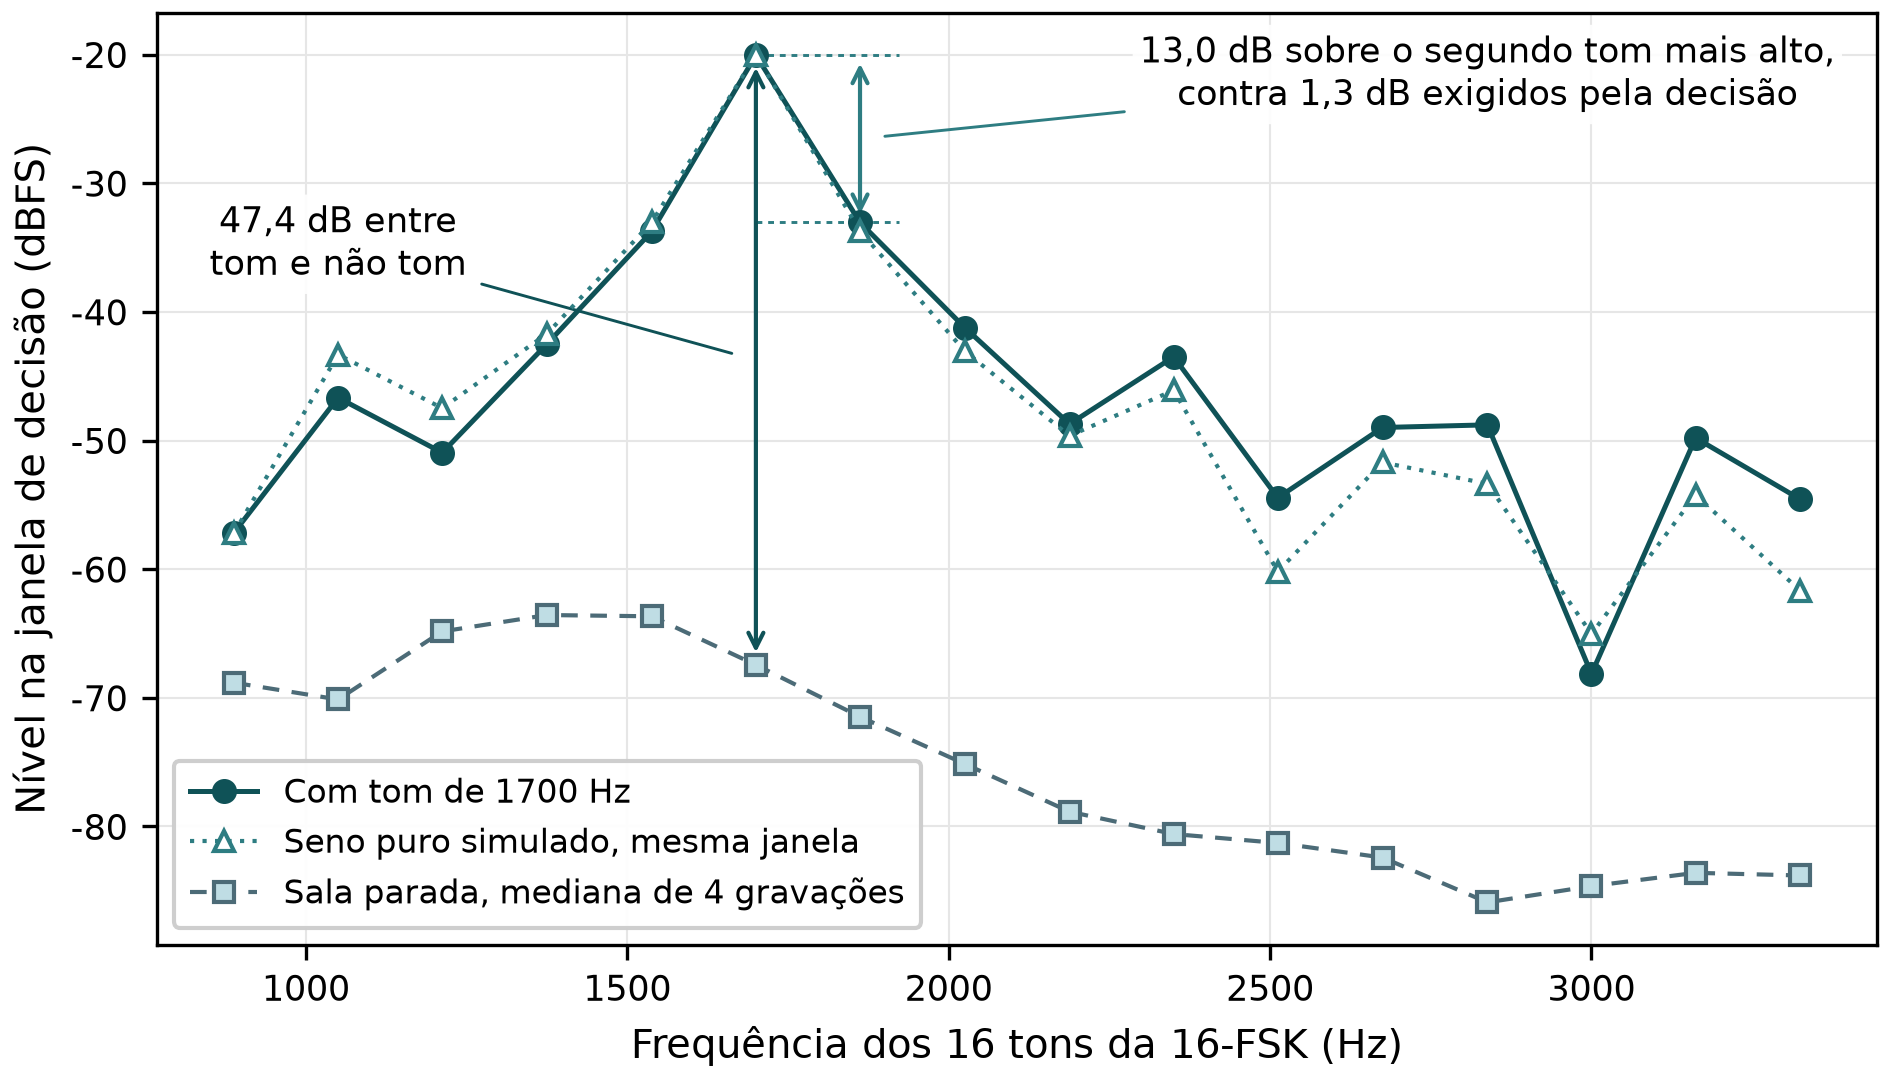 13,0 dB sobre o segundo tom mais alto,
contra 1,3 dB exigidos pela decisão
47,4 dB entre
tom e não tom
Nível na janela de decisão (dBFS)
-20
-30
-40
-50
-60
-70
-80
Com tom de 1700 Hz
Seno puro simulado, mesma janela
Sala parada, mediana de 4 gravações
1000
1500
2000
2500
3000
Frequência dos 16 tons da 16-FSK (Hz)